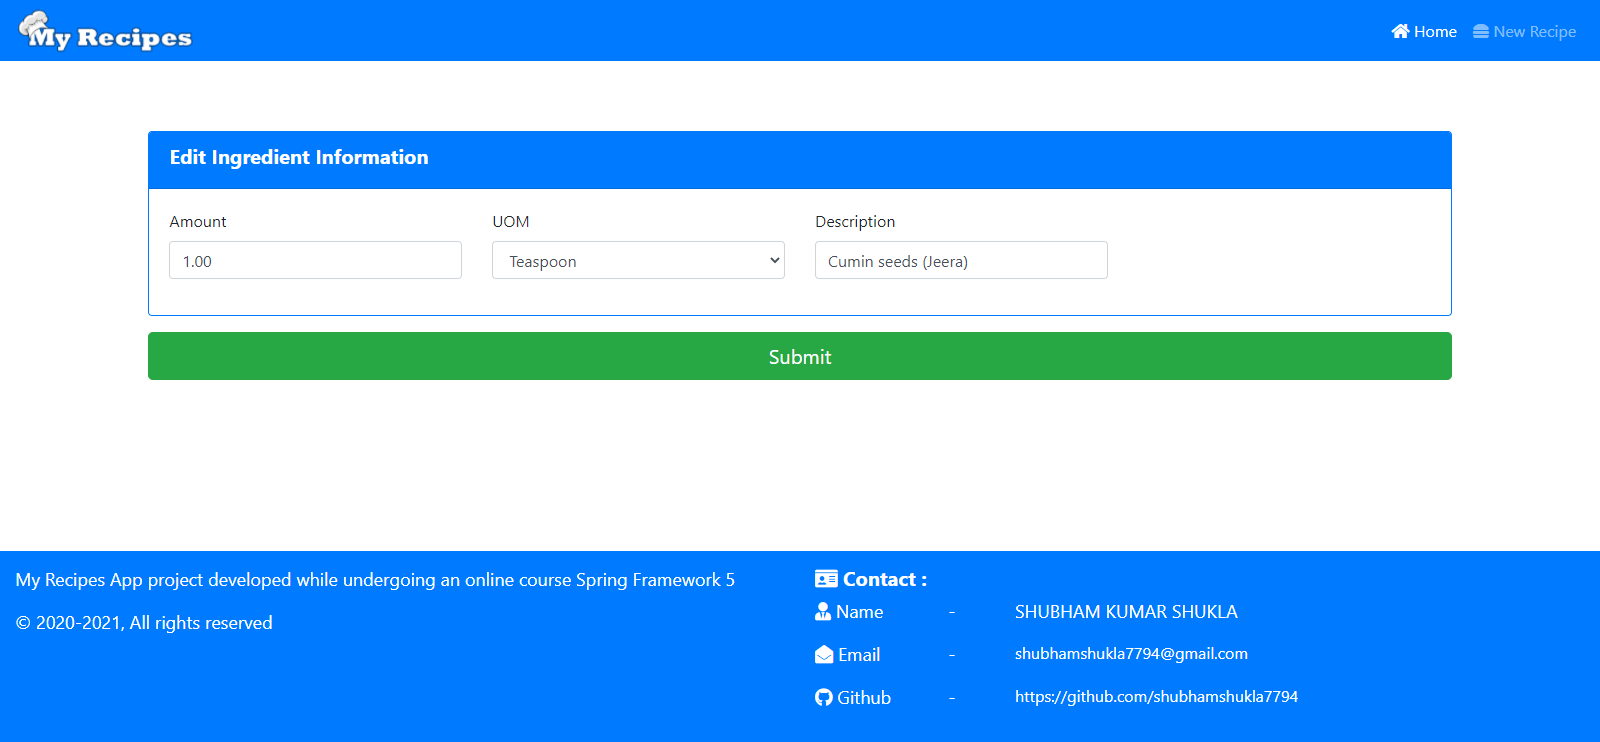 My Recipes
Home New Recipe
Edit Ingredient Information
Amount UOM Description
1.00 Teaspoon Cumin seeds (Jeera)
Submit
My Recipes App project developed while undergoing an online course Spring Framework 5
© 2020-2021, All rights reserved
Contact :
Name - SHUBHAM KUMAR SHUKLA
Email - shubhamshukla7794@gmail.com
Github - https://github.com/shubhamshukla7794